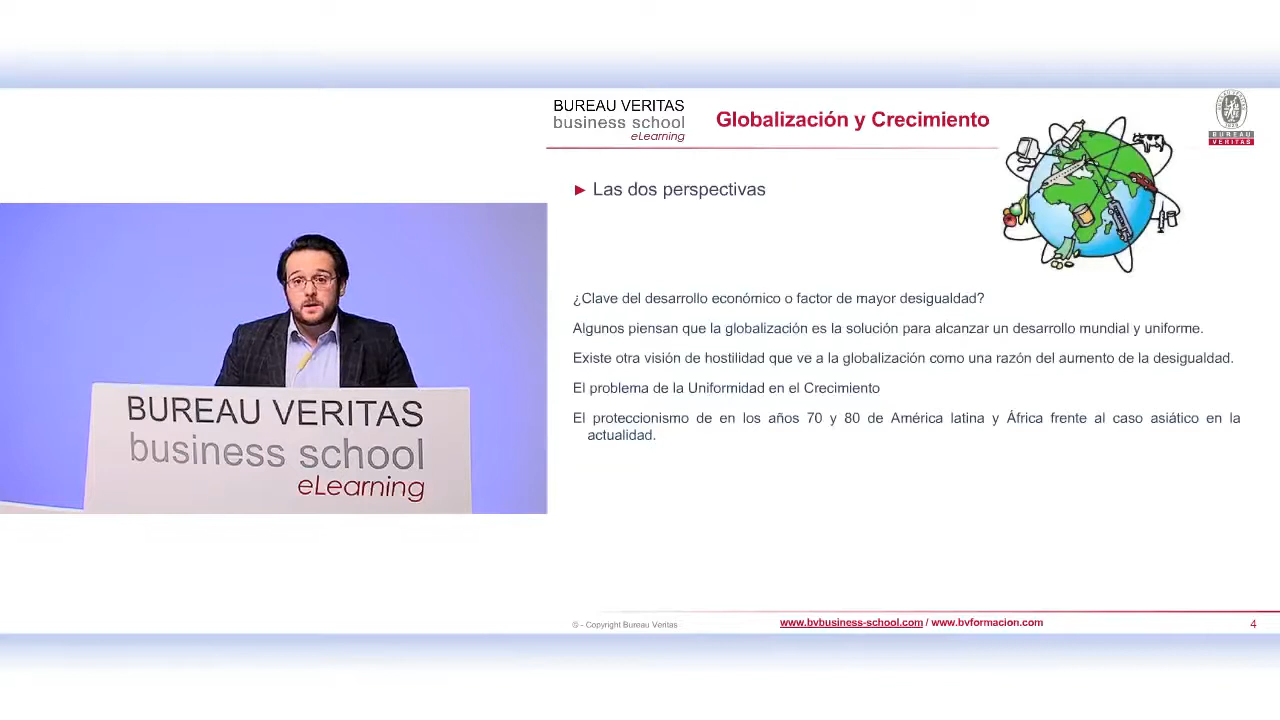 BUREAU VERITAS
business school
eLearning
Globalización y Crecimiento
BUREAU
VERITAS
► Las dos perspectivas
¿Clave del desarrollo económico o factor de mayor desigualdad?
Algunos piensan que la globalización es la solución para alcanzar un desarrollo mundial y uniforme.
Existe otra visión de hostilidad que ve a la globalización como una razón del aumento de la desigualdad.
El problema de la Uniformidad en el Crecimiento
El proteccionismo de en los años 70 y 80 de América latina y África frente al caso asiático en la
actualidad.
BUREAU VERITAS
business school
eLearning
© - Copyright Bureau Veritas
www.bvbusiness-school.com / www.bvformacion.com
4